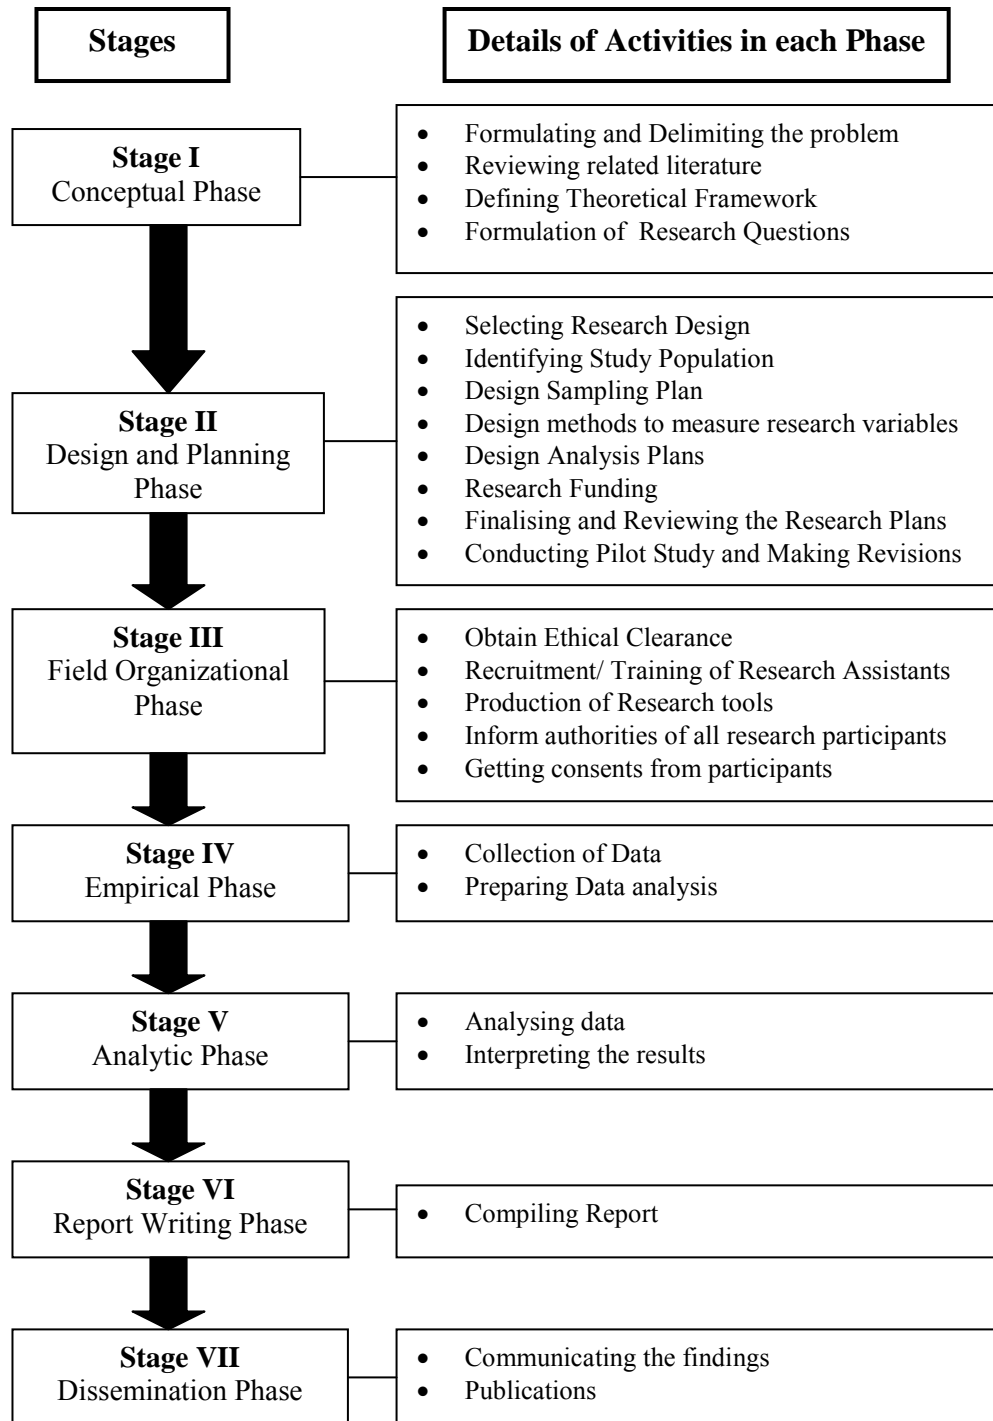 Stages
Details of Activities in each Phase
Stage I
Conceptual Phase
• Formulating and Delimiting the problem
• Reviewing related literature
• Defining Theoretical Framework
• Formulation of Research Questions
Stage II
Design and Planning
Phase
• Selecting Research Design
• Identifying Study Population
• Design Sampling Plan
• Design methods to measure research variables
• Design Analysis Plans
• Research Funding
• Finalising and Reviewing the Research Plans
• Conducting Pilot Study and Making Revisions
Stage III
Field Organizational
Phase
• Obtain Ethical Clearance
• Recruitment/ Training of Research Assistants
• Production of Research tools
• Inform authorities of all research participants
• Getting consents from participants
Stage IV
Empirical Phase
• Collection of Data
• Preparing Data analysis
Stage V
Analytic Phase
• Analysing data
• Interpreting the results
Stage VI
Report Writing Phase
• Compiling Report
Stage VII
Dissemination Phase
• Communicating the findings
• Publications